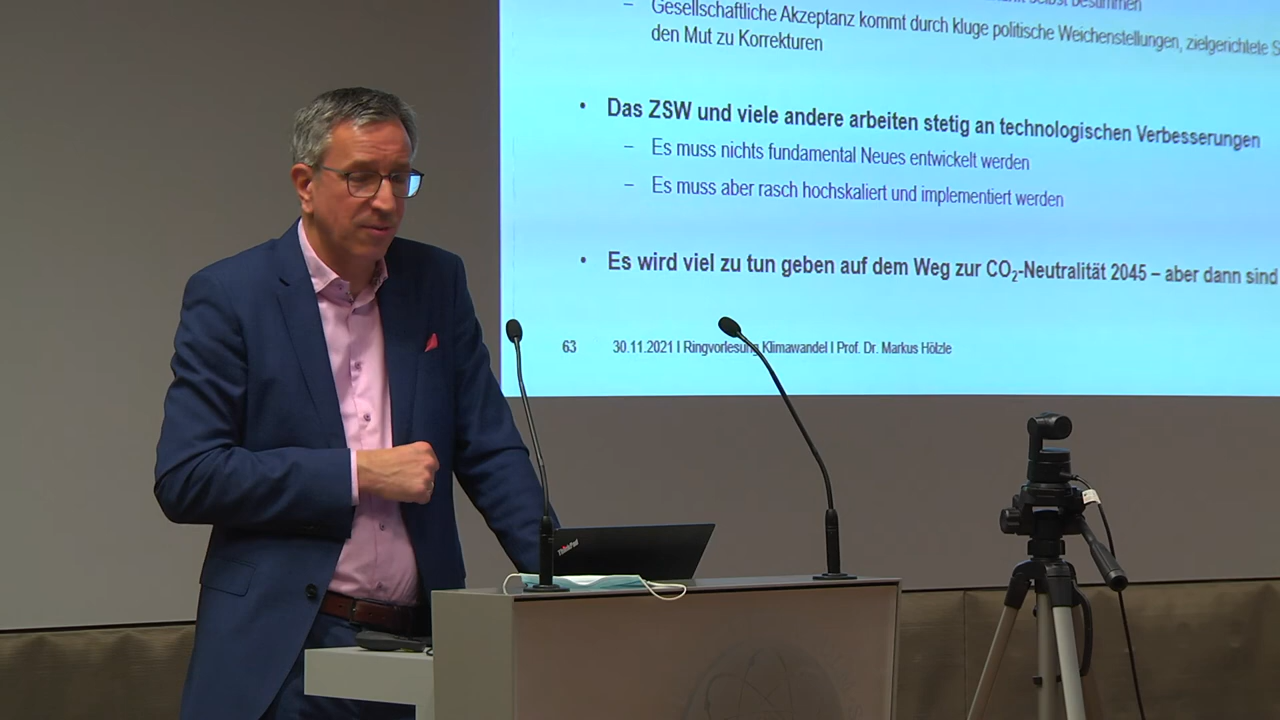 selbst bestimmen
– Gesellschaftliche Akzeptanz kommt durch kluge politische Weichenstellungen, zielgerichtete S
den Mut zu Korrekturen
• Das ZSW und viele andere arbeiten stetig an technologischen Verbesserungen
– Es muss nichts fundamental Neues entwickelt werden
– Es muss aber rasch hochskaliert und implementiert werden
• Es wird viel zu tun geben auf dem Weg zur CO₂-Neutralität 2045 – aber dann sind
63 30.11.2021 I Ringvorlesung Klimawandel I Prof. Dr. Markus Hölzle
ThinkPad